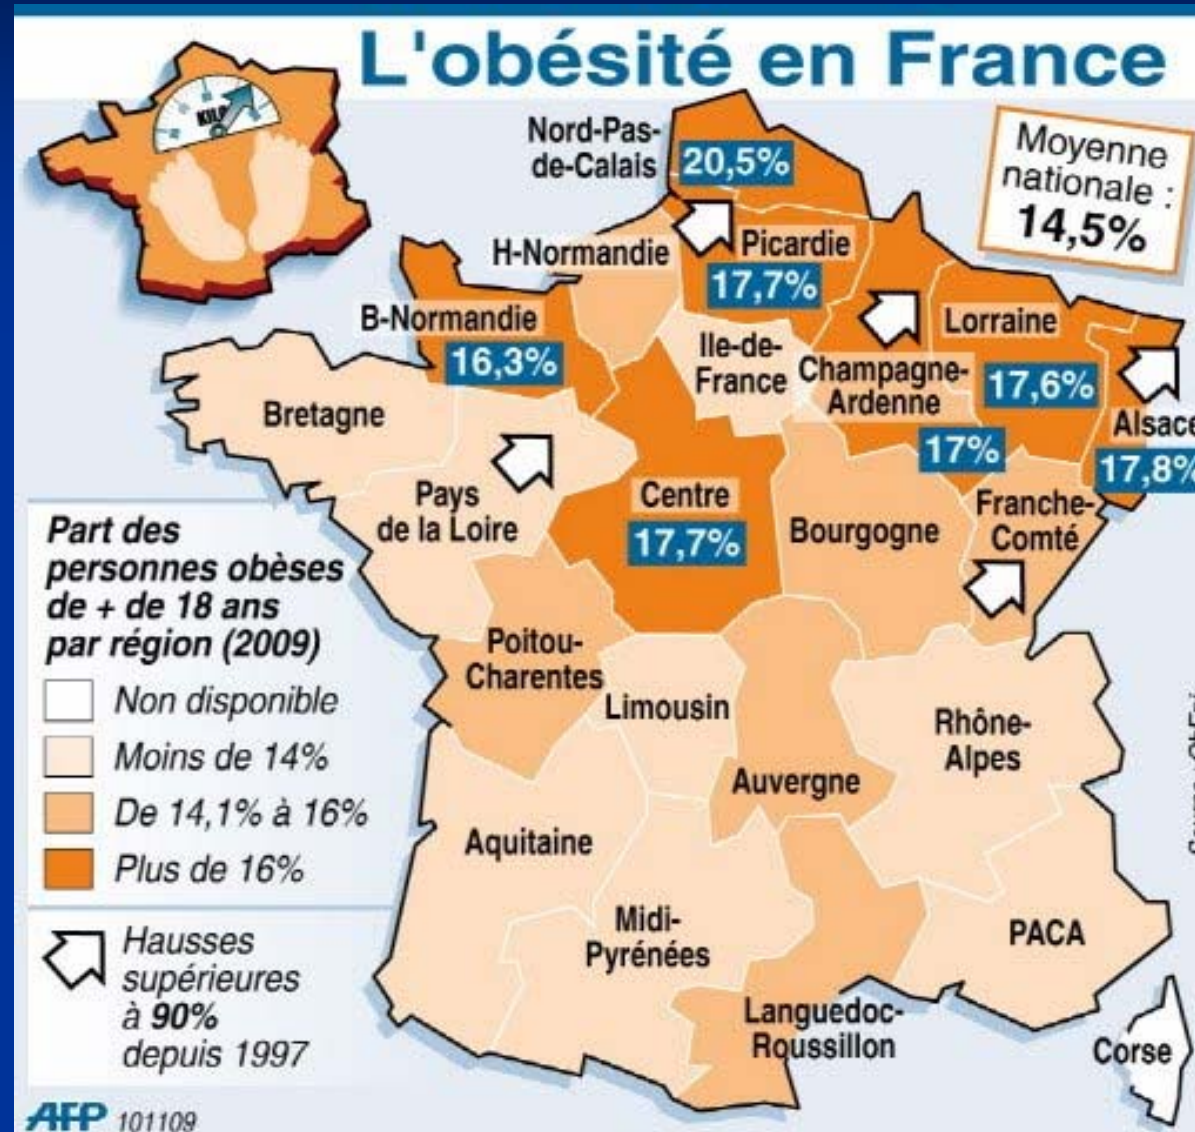 L'obésité en France
KILO
Moyenne
nationale :
14,5%
Nord-Pas-
de-Calais
20,5%
H-Normandie
Picardie
17,7%
B-Normandie
16,3%
Ile-de-
France
Champagne-
Ardenne
17%
Lorraine
17,6%
Alsace
17,8%
Bretagne
Pays
de la Loire
Centre
17,7%
Bourgogne
Franche-
Comté
Poitou-
Charentes
Limousin
Auvergne
Rhône-
Alpes
Aquitaine
Midi-
Pyrénées
Languedoc-
Roussillon
PACA
Corse
Part des
personnes obèses
de + de 18 ans
par région (2009)
Non disponible
Moins de 14%
De 14,1% à 16%
Plus de 16%
Hausses
supérieures
à 90%
depuis 1997
AFP 101109